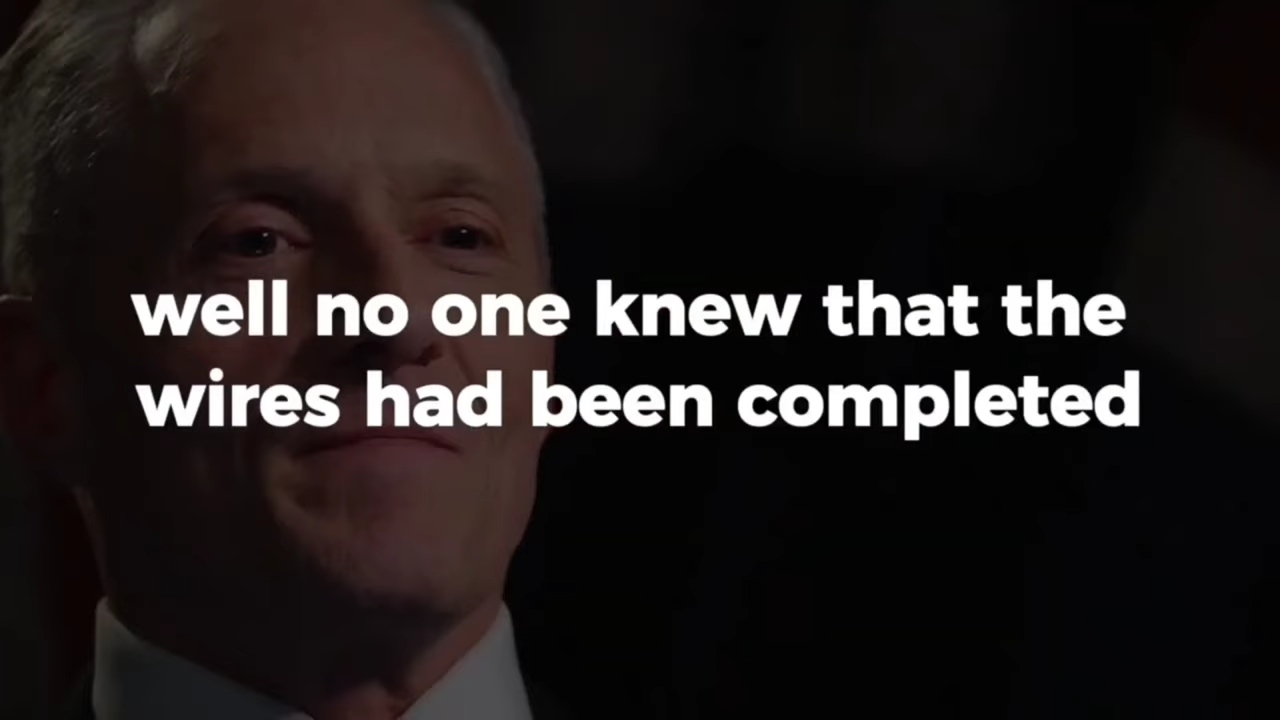 well no one knew that the
wires had been completed